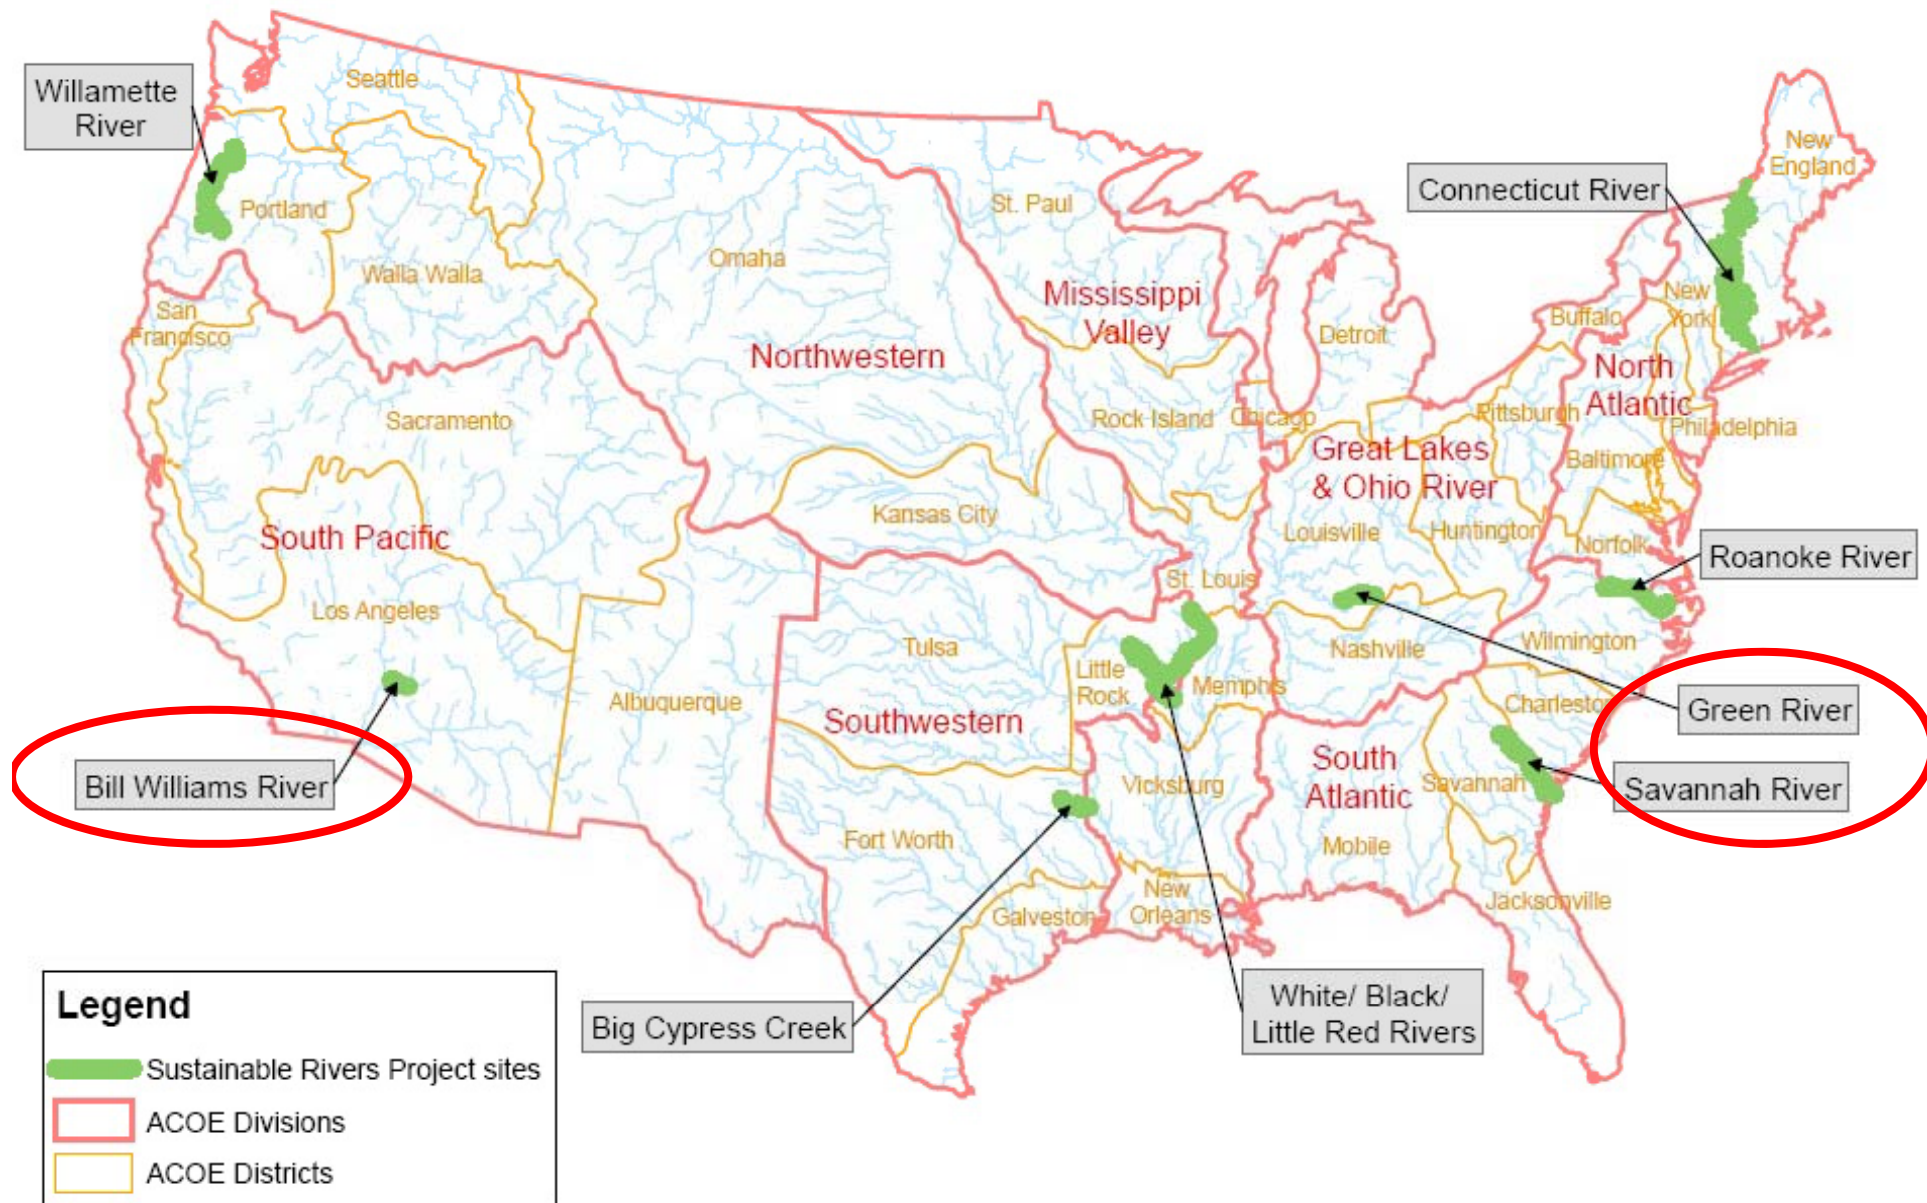 Seattle
Willamette
River
Portland
Walla Walla
Omaha
St. Paul
New
England
Connecticut River
San
Francisco
Mississippi
Valley
Northwestern
Detroit
Buffalo
New
York
North
Atlantic
Sacramento
Rock Island
Chicago
Pittsburgh
Philadelphia
Great Lakes
& Ohio River
Baltimore
Kansas City
South Pacific
Louisville
Huntington
Norfolk
Roanoke River
Los Angeles
St. Louis
Tulsa
Little
Rock
Nashville
Wilmington
Albuquerque
Memphis
Charleston
Southwestern
Green River
Bill Williams River
Vicksburg
South
Atlantic
Savannah
Savannah River
Fort Worth
Mobile
Galveston
New
Orleans
Jacksonville
Big Cypress Creek
White/ Black/
Little Red Rivers
Legend
Sustainable Rivers Project sites
ACOE Divisions
ACOE Districts